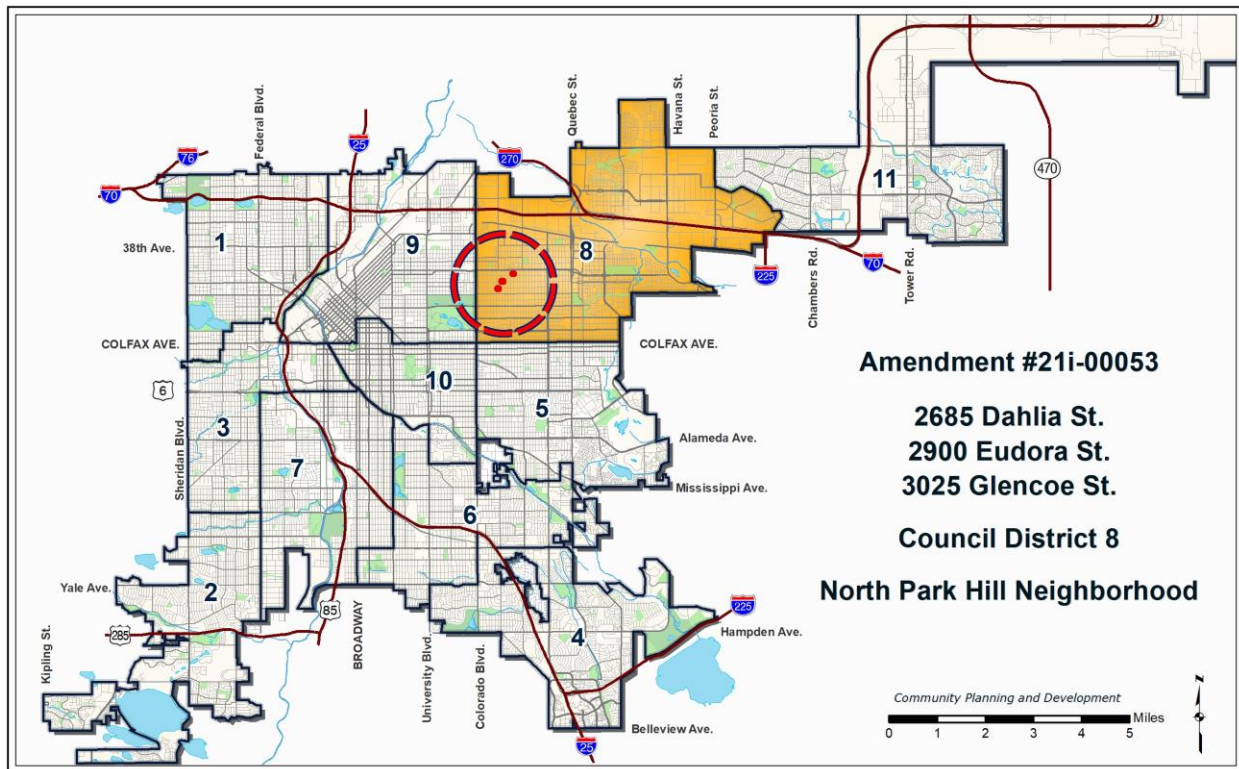 Federal Blvd.
Quebec St.
Havana St.
Peoria St.
76
25
270
70
470
11
1
9
8
38th Ave.
225
70
Chambers Rd.
Tower Rd.
COLFAX AVE.
COLFAX AVE.
6
10
5
3
Sheridan Blvd.
7
Alameda Ave.
Mississippi Ave.
6
Yale Ave.
2
85
285
BROADWAY
University Blvd.
Colorado Blvd.
Kipling St.
4
225
Hampden Ave.
Belleview Ave.
25
Amendment #21i-00053
2685 Dahlia St.
2900 Eudora St.
3025 Glencoe St.
Council District 8
North Park Hill Neighborhood
Community Planning and Development
Miles
0 1 2 3 4 5
N